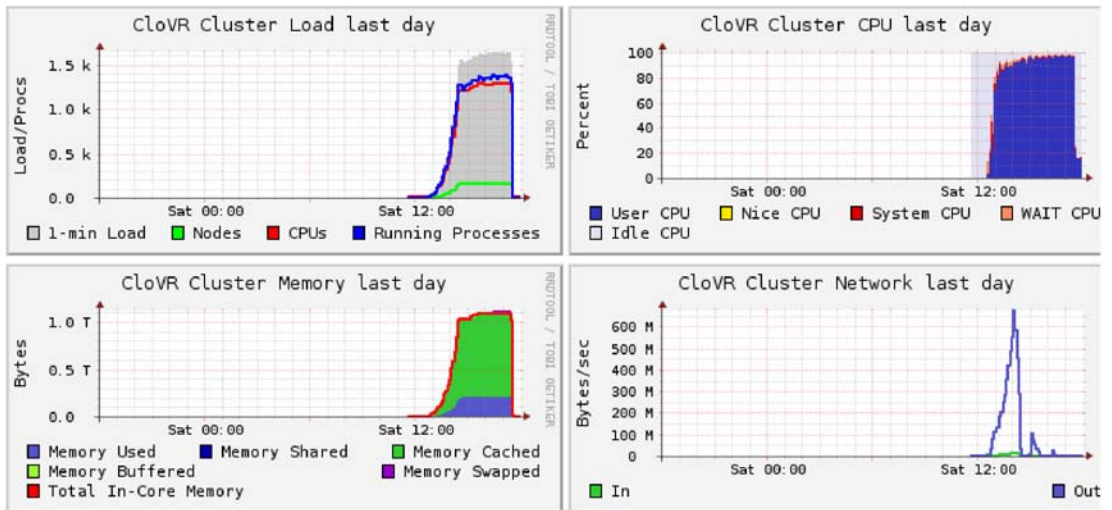 CloVR Cluster Load last day
RRDTOOL / TOBI OETIKER
Load/Procs
1.5 k
1.0 k
0.5 k
0.0
Sat 00:00 Sat 12:00
1-min Load Nodes CPUs Running Processes
CloVR Cluster CPU last day
Percent
100
80
60
40
20
0
Sat 00:00 Sat 12:00
User CPU Nice CPU System CPU WAIT CPU
Idle CPU
CloVR Cluster Memory last day
RRDTOOL / TOBI OETIKER
Bytes
1.0 T
0.5 T
0.0
Sat 00:00 Sat 12:00
Memory Used Memory Shared Memory Cached
Memory Buffered Memory Swapped
Total In-Core Memory
CloVR Cluster Network last day
Bytes/sec
600 M
500 M
400 M
300 M
200 M
100 M
0
Sat 00:00 Sat 12:00
In Out